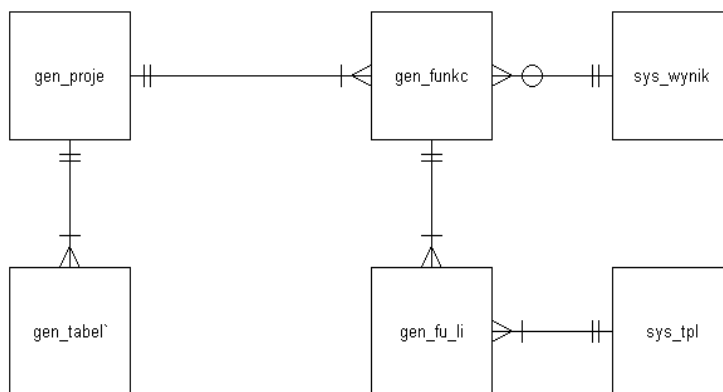 gen_proje
gen_funkc
sys_wynik
gen_tabel`
gen_fu_li
sys_tpl